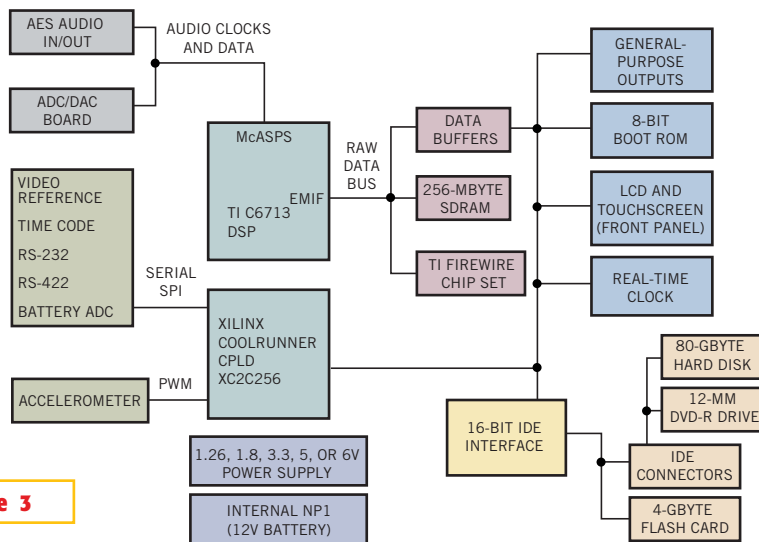 AES AUDIO
IN/OUT
AUDIO CLOCKS
AND DATA
ADC/DAC
BOARD
McASPS
EMIF
TI C6713
DSP
RAW
DATA
BUS
DATA
BUFFERS
256-MBYTE
SDRAM
TI FIREWIRE
CHIP SET
GENERAL-
PURPOSE
OUTPUTS
8-BIT
BOOT ROM
LCD AND
TOUCHSCREEN
(FRONT PANEL)
REAL-TIME
CLOCK
VIDEO
REFERENCE
TIME CODE
RS-232
RS-422
BATTERY ADC
SERIAL
SPI
XILINX
COOLRUNNER
CPLD
XC2C256
ACCELEROMETER
PWM
16-BIT IDE
INTERFACE
80-GBYTE
HARD DISK
12-MM
DVD-R DRIVE
IDE
CONNECTORS
4-GBYTE
FLASH CARD
1.26, 1.8, 3.3, 5, OR 6V
POWER SUPPLY
INTERNAL NP1
(12V BATTERY)
e 3